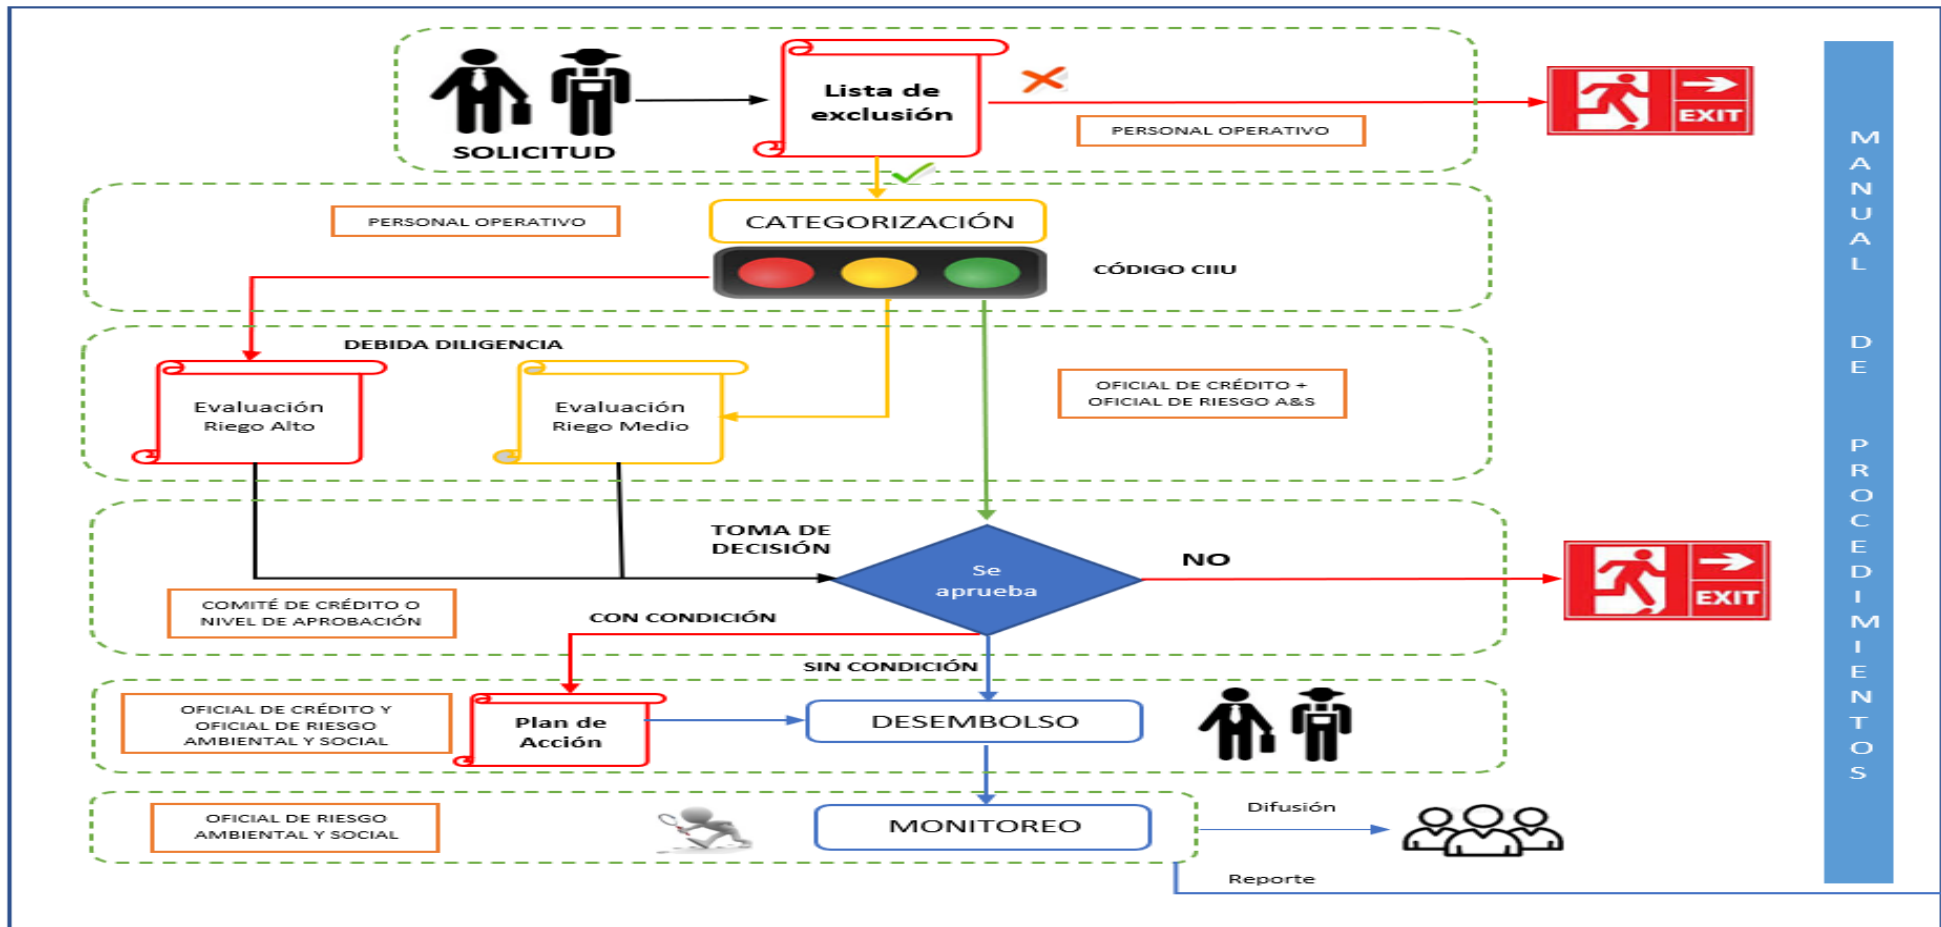 Lista de
exclusión
SOLICITUD
PERSONAL OPERATIVO
EXIT
PERSONAL OPERATIVO
CATEGORIZACIÓN
CÓDIGO CIIU
DEBIDA DILIGENCIA
Evaluación
Riego Alto
Evaluación
Riego Medio
OFICIAL DE CRÉDITO +
OFICIAL DE RIESGO A&S
TOMA DE
DECISIÓN
Se
aprueba
NO
EXIT
COMITÉ DE CRÉDITO O
NIVEL DE APROBACIÓN
CON CONDICIÓN
SIN CONDICIÓN
OFICIAL DE CRÉDITO Y
OFICIAL DE RIESGO
AMBIENTAL Y SOCIAL
Plan de
Acción
DESEMBOLSO
OFICIAL DE RIESGO
AMBIENTAL Y SOCIAL
MONITOREO
Difusión
Reporte
MANUAL DE PROCEDIMIENTOS